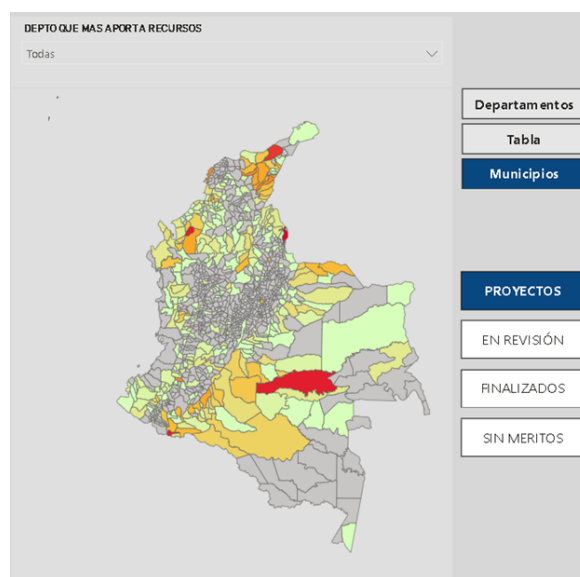 DEPTO QUE MAS APORTA RECURSOS
Todas
Departamentos
Tabla
Municipios
PROYECTOS
EN REVISIÓN
FINALIZADOS
SIN MERITOS